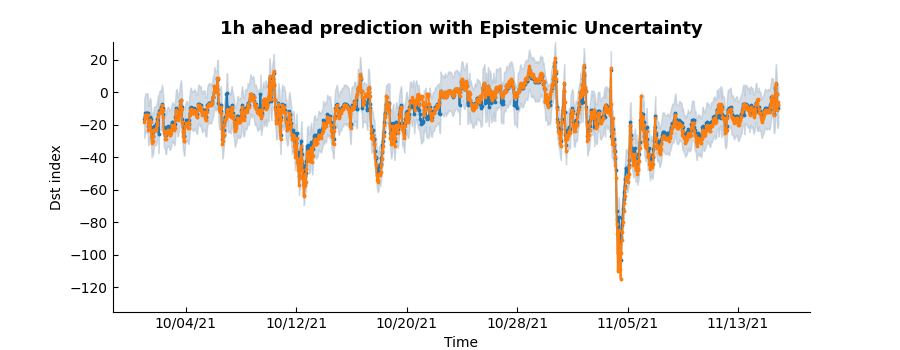 1h ahead prediction with Epistemic Uncertainty
20
0
−20
−40
−60
−80
−100
−120
Dst Index
10/04/21 10/12/21 10/20/21 10/28/21 11/05/21 11/13/21
Time